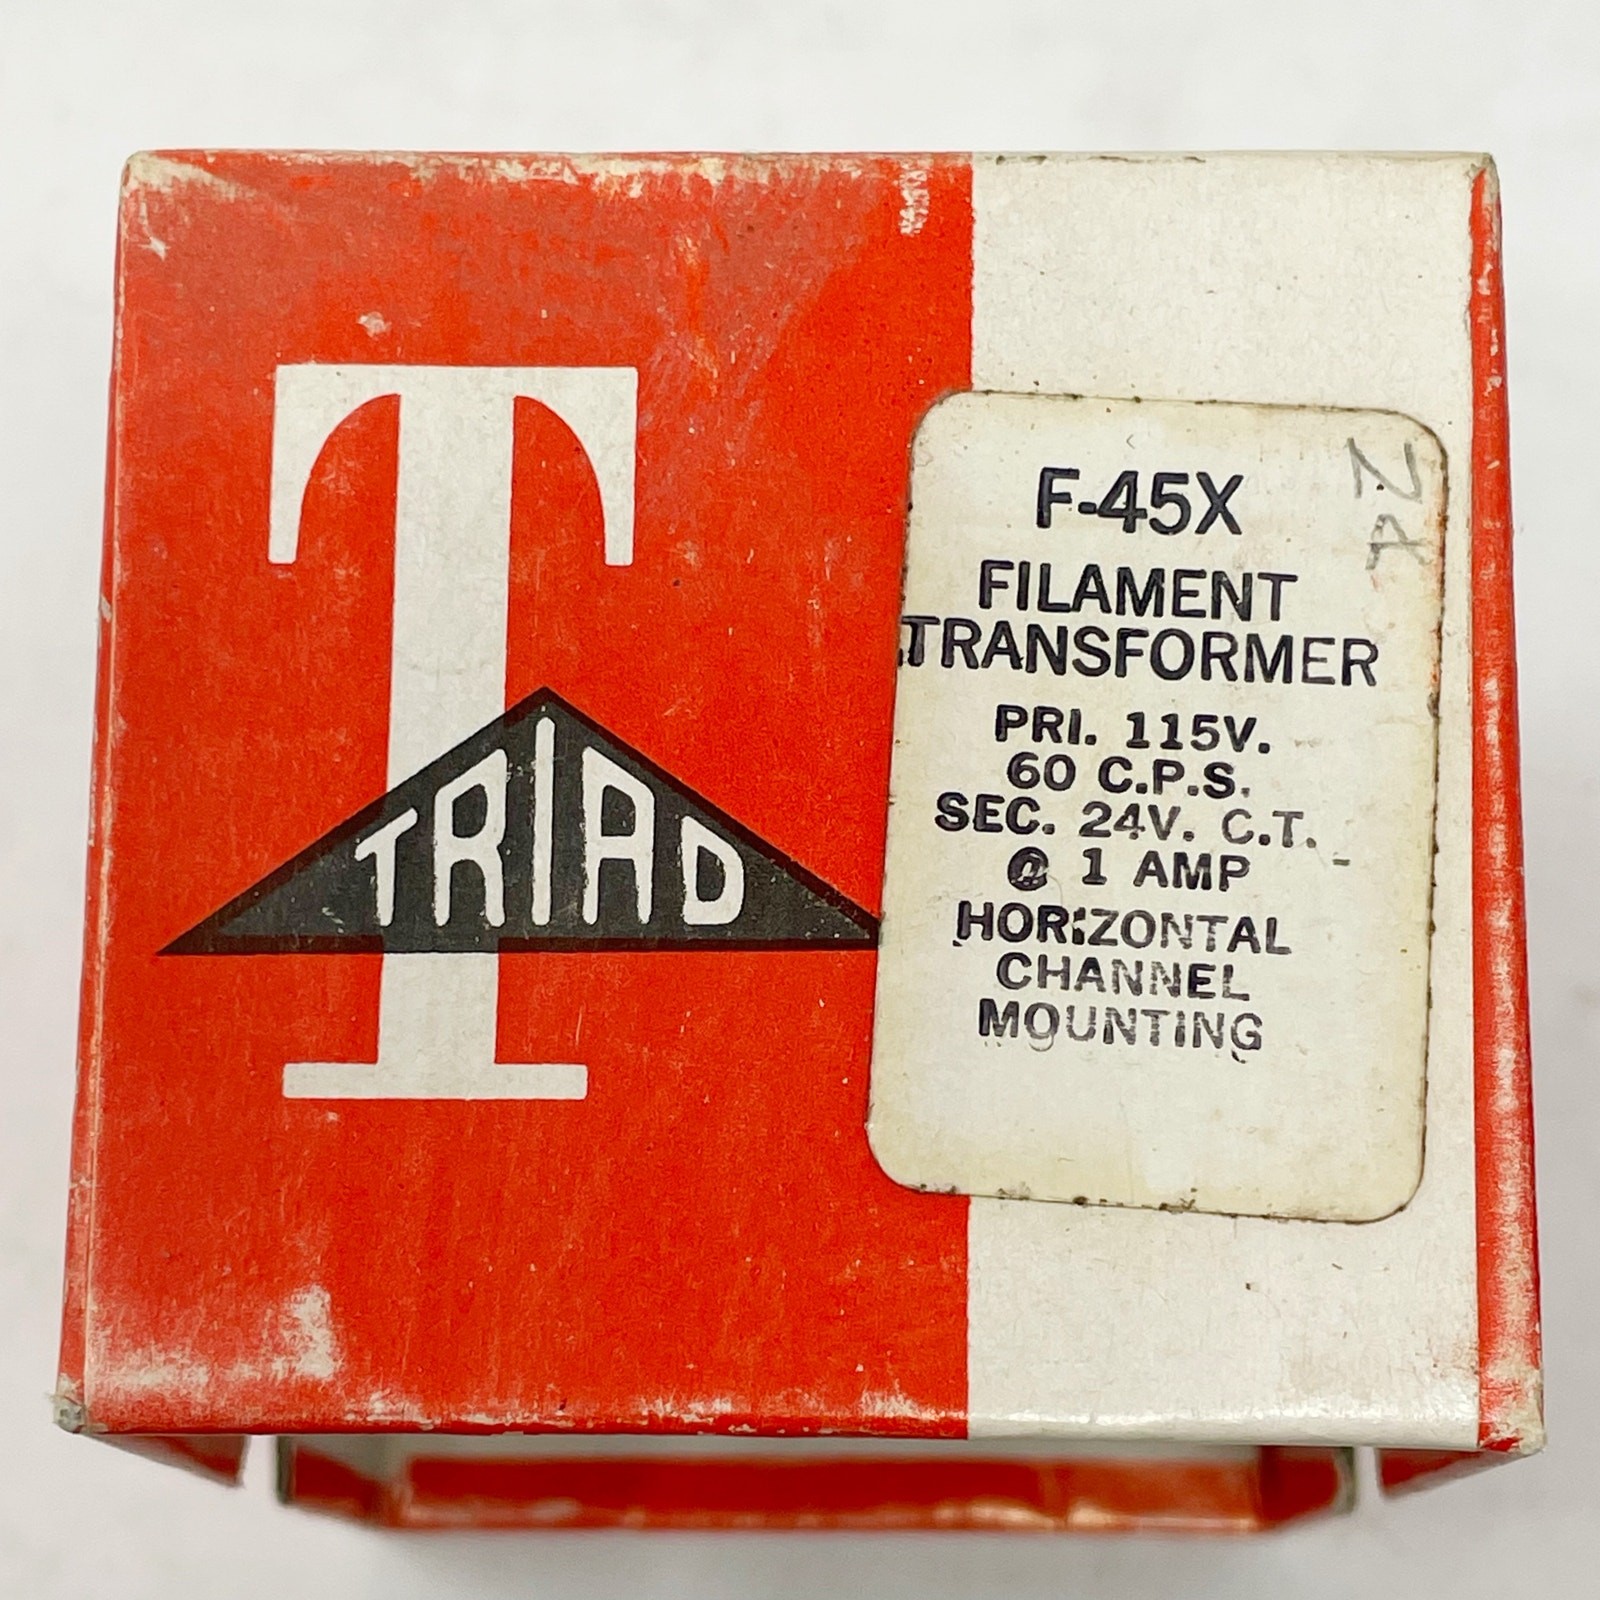 T
TRIAD
F-45X
FILAMENT
TRANSFORMER
PRI. 115V.
60 C.P.S.
SEC. 24V. C.T.
@ 1 AMP
HORIZONTAL
CHANNEL
MOUNTING